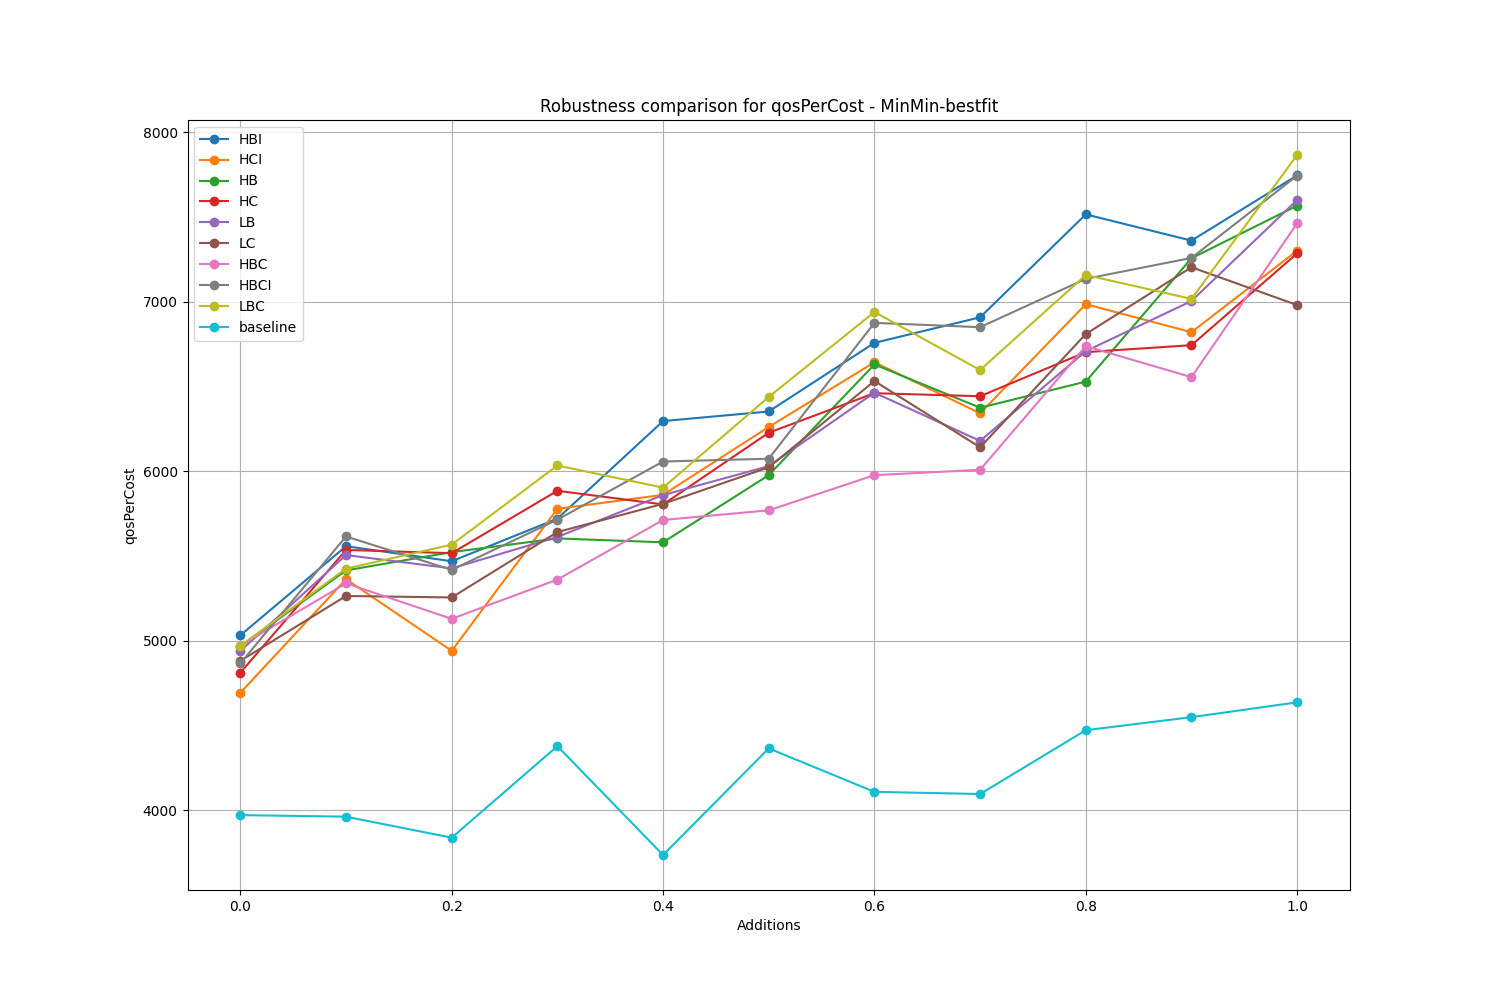 Robustness comparison for qosPerCost - MinMin-bestfit
8000
7000
6000
5000
4000
qosPerCost
HBI
HCI
HB
HC
LB
LC
HBC
HBCI
LBC
baseline
0.0 0.2 0.4 0.6 0.8 1.0
Additions